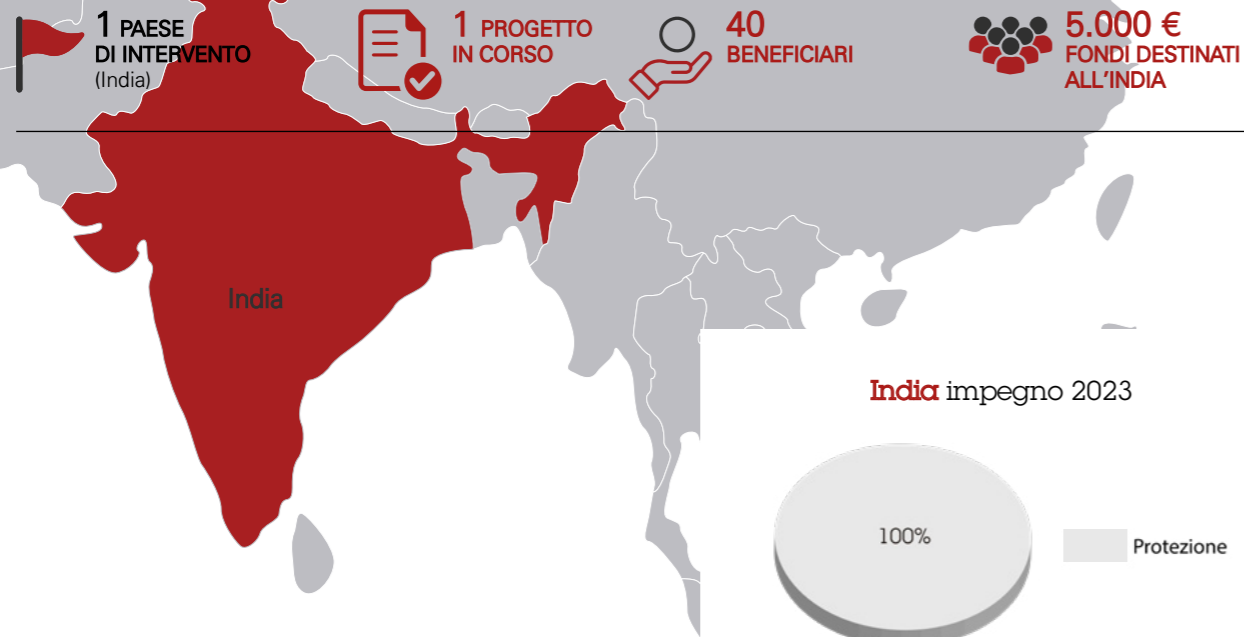 1 PAESE
DI INTERVENTO
(India)
1 PROGETTO
IN CORSO
40
BENEFICIARI
5.000 €
FONDI DESTINATI
ALL'INDIA
India
India impegno 2023
100%
Protezione